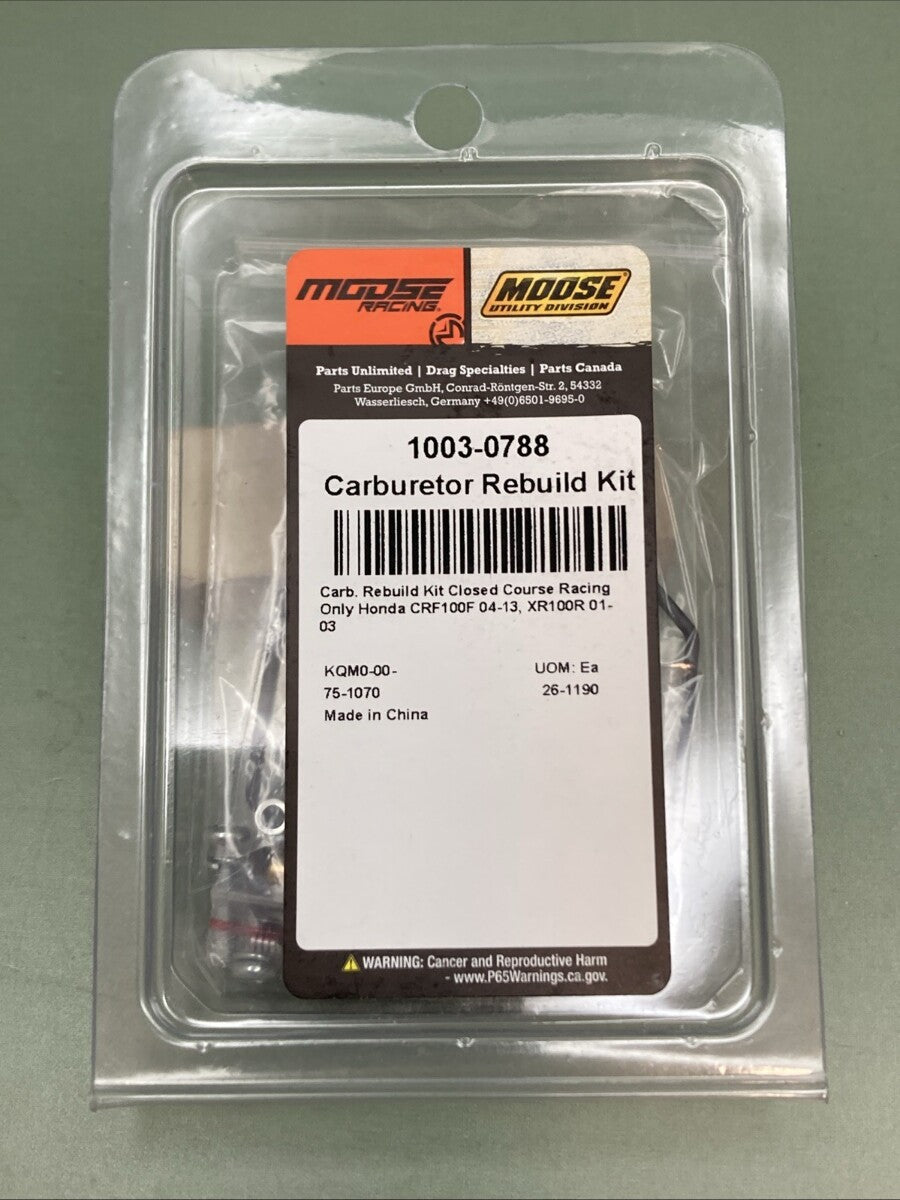 MOOSE RACING.
MOOSE®
UTILITY DIVISION
Parts Unlimited | Drag Specialties | Parts Canada
Parts Europe GmbH, Conrad-Röntgen-Str. 2, 54332
Wasserliesch, Germany +49(0)6501-9695-0
1003-0788
Carburetor Rebuild Kit
Carb. Rebuild Kit Closed Course Racing
Only Honda CRF100F 04-13, XR100R 01-
03
KQM0-00- UOM: Ea
75-1070 26-1190
Made in China
WARNING: Cancer and Reproductive Harm
- www.P65Warnings.ca.gov.